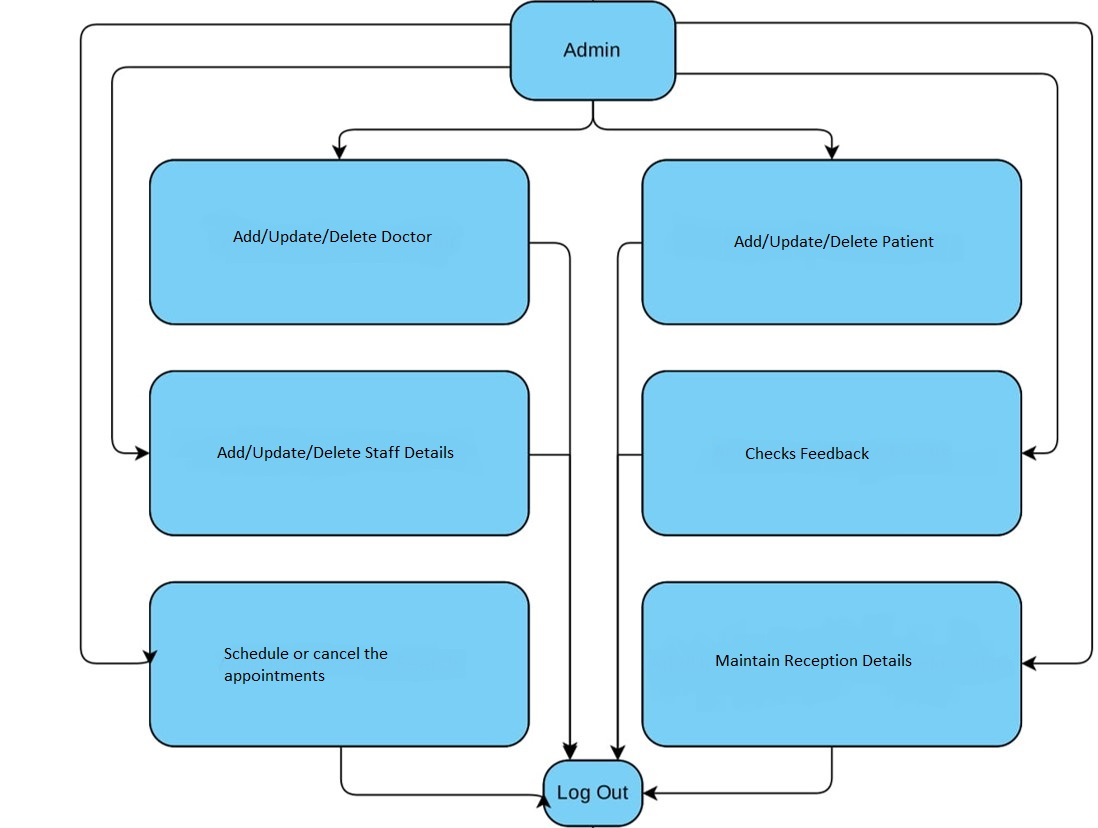 Admin
Add/Update/Delete Doctor
Add/Update/Delete Patient
Add/Update/Delete Staff Details
Checks Feedback
Schedule or cancel the
appointments
Maintain Reception Details
Log Out